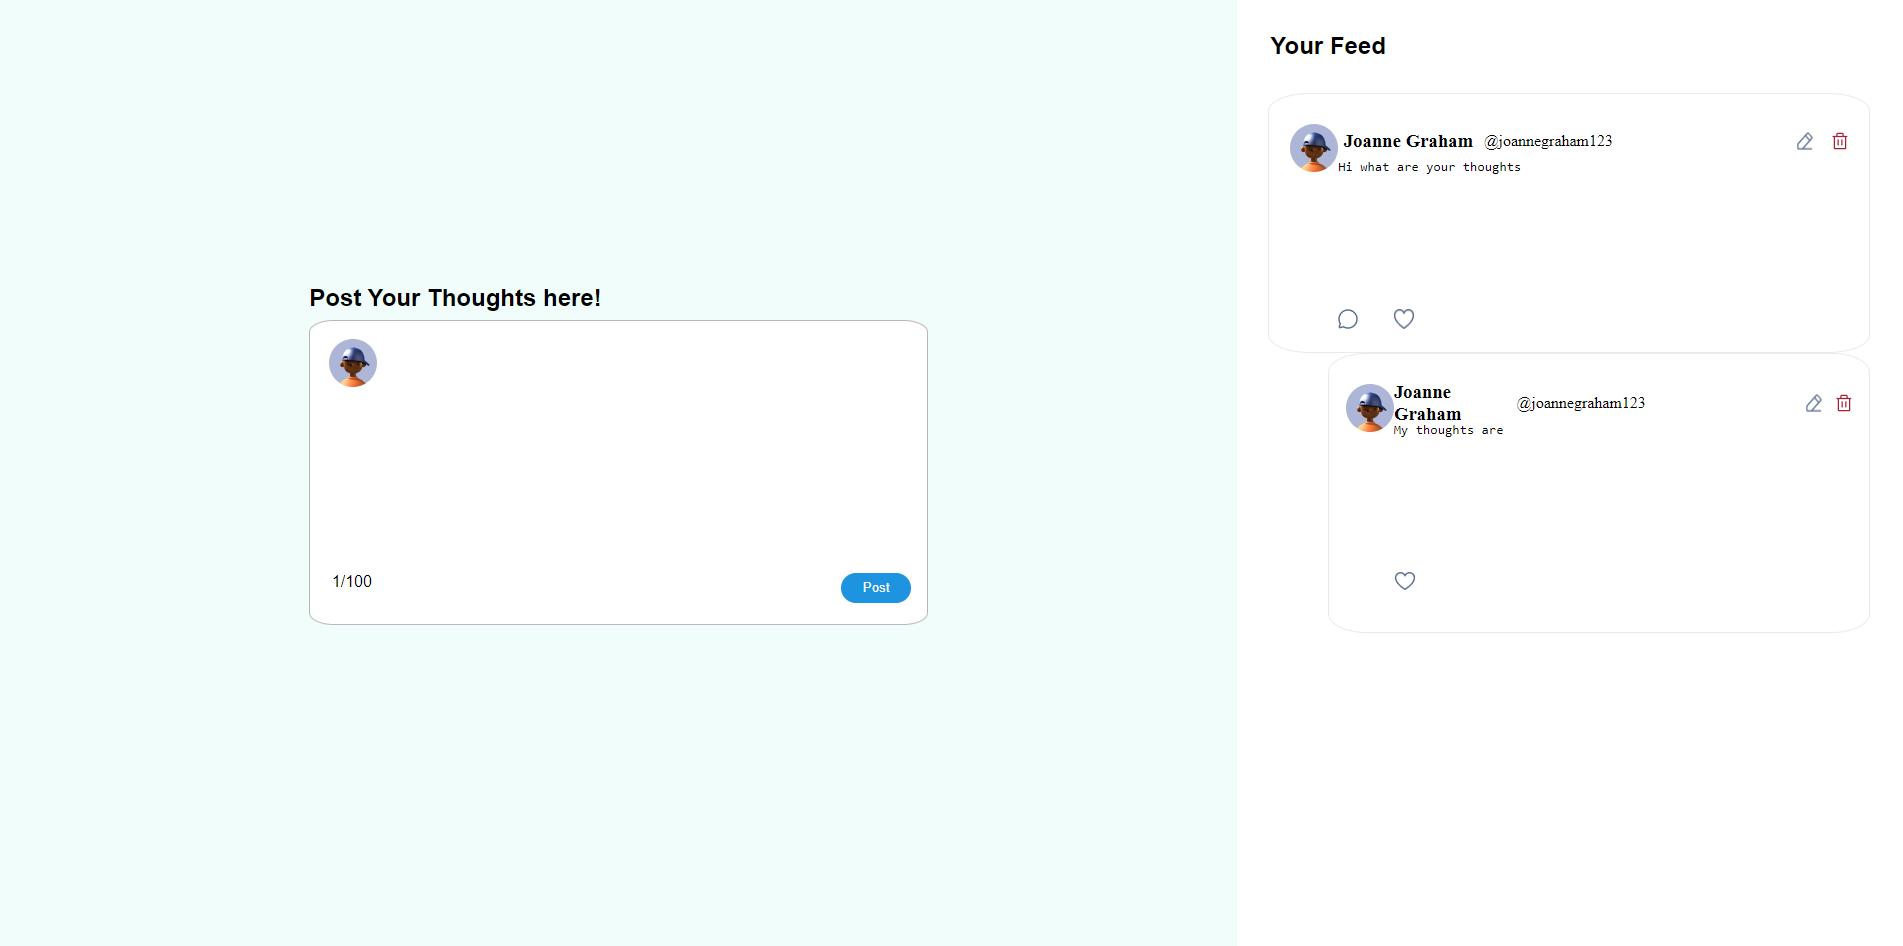 Post Your Thoughts here!
1/100
Post
Your Feed
Joanne Graham @joannegraham123
Hi what are your thoughts
Joanne
Graham
@joannegraham123
My thoughts are